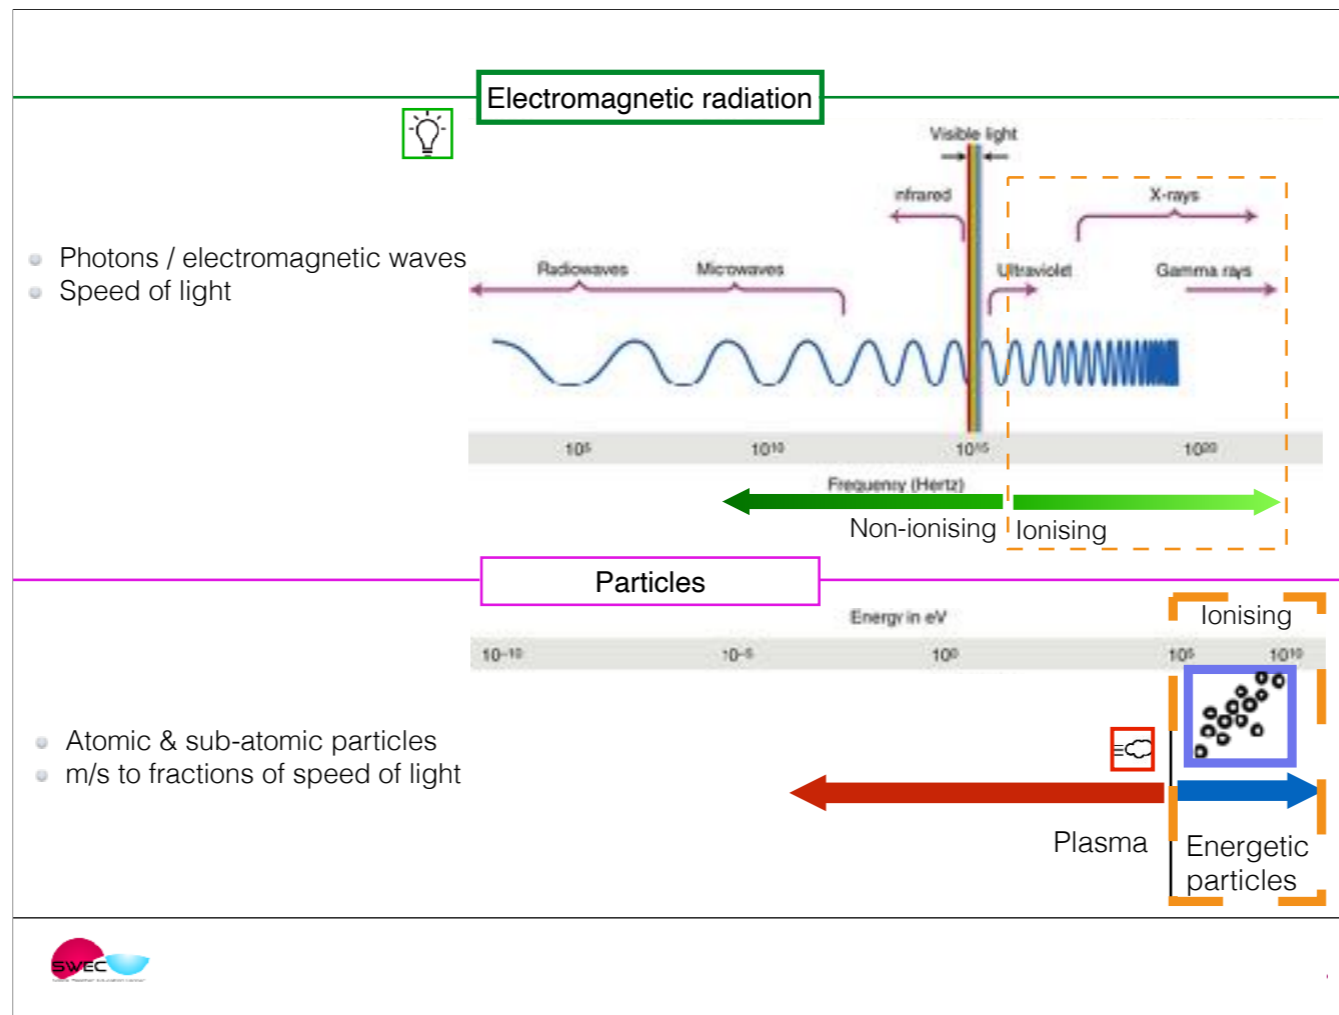 Electromagnetic radiation
Visible light
Infrared
X-rays
Photons / electromagnetic waves
Speed of light
Radiowaves
Microwaves
Ultraviolet
Gamma rays
10⁵
10¹⁰
10¹⁵
10²⁰
Frequency (Hertz)
Non-ionising
Ionising
Particles
Energy in eV
Ionising
10⁻¹⁰
10⁻⁵
10⁰
10⁵
10¹⁰
Atomic & sub-atomic particles
m/s to fractions of speed of light
Plasma
Energetic
particles
SWEC